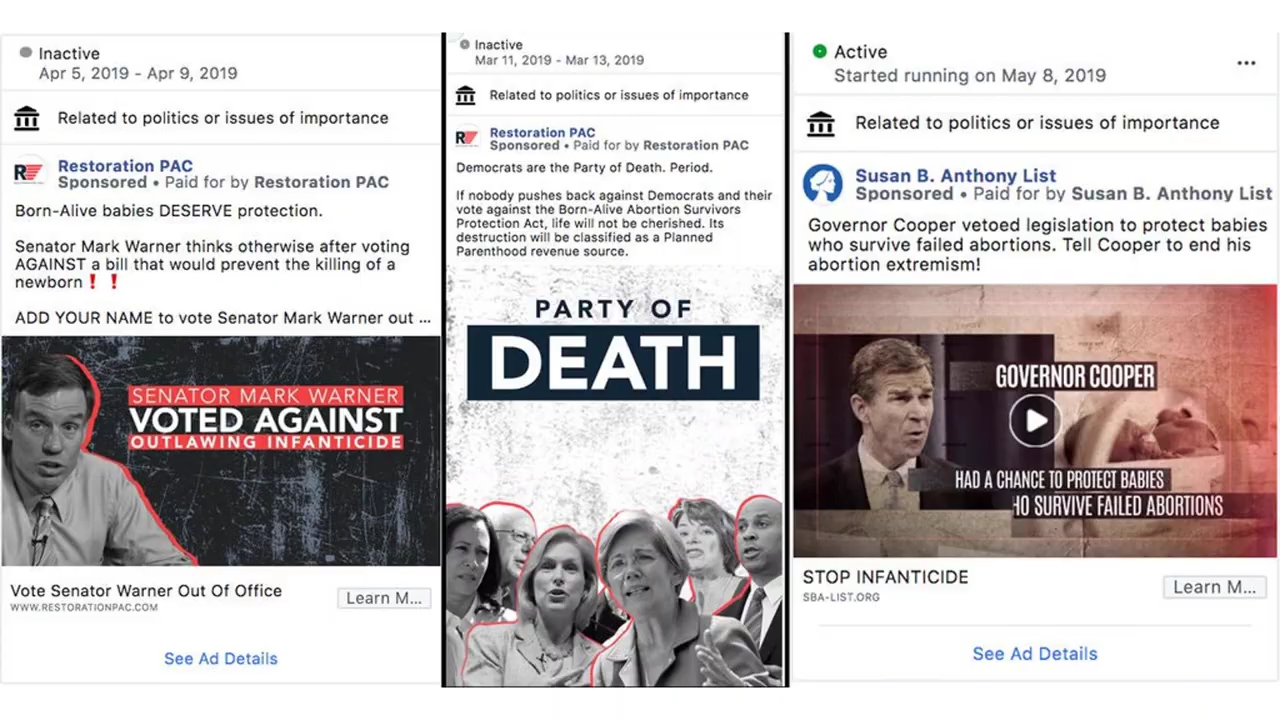 Inactive
Apr 5, 2019 - Apr 9, 2019
Related to politics or issues of importance
Restoration PAC
Sponsored • Paid for by Restoration PAC
Born-Alive babies DESERVE protection.
Senator Mark Warner thinks otherwise after voting
AGAINST a bill that would prevent the killing of a
newborn❗❗
ADD YOUR NAME to vote Senator Mark Warner out ...
SENATOR MARK WARNER
VOTED AGAINST
OUTLAWING INFANTICIDE
Vote Senator Warner Out Of Office
WWW.RESTORATIONPAC.COM
Learn M...
See Ad Details
Inactive
Mar 11, 2019 - Mar 13, 2019
Related to politics or issues of importance
Restoration PAC
Sponsored • Paid for by Restoration PAC
Democrats are the Party of Death. Period.
If nobody pushes back against Democrats and their
vote against the Born-Alive Abortion Survivors
Protection Act, life will not be cherished. Its
destruction will be classified as a Planned
Parenthood revenue source.
PARTY OF
DEATH
Active
Started running on May 8, 2019
Related to politics or issues of importance
Susan B. Anthony List
Sponsored • Paid for by Susan B. Anthony List
Governor Cooper vetoed legislation to protect babies
who survive failed abortions. Tell Cooper to end his
abortion extremism!
GOVERNOR COOPER
HAD A CHANCE TO PROTECT BABIES
HO SURVIVE FAILED ABORTIONS
STOP INFANTICIDE
SBA-LIST.ORG
Learn M...
See Ad Details